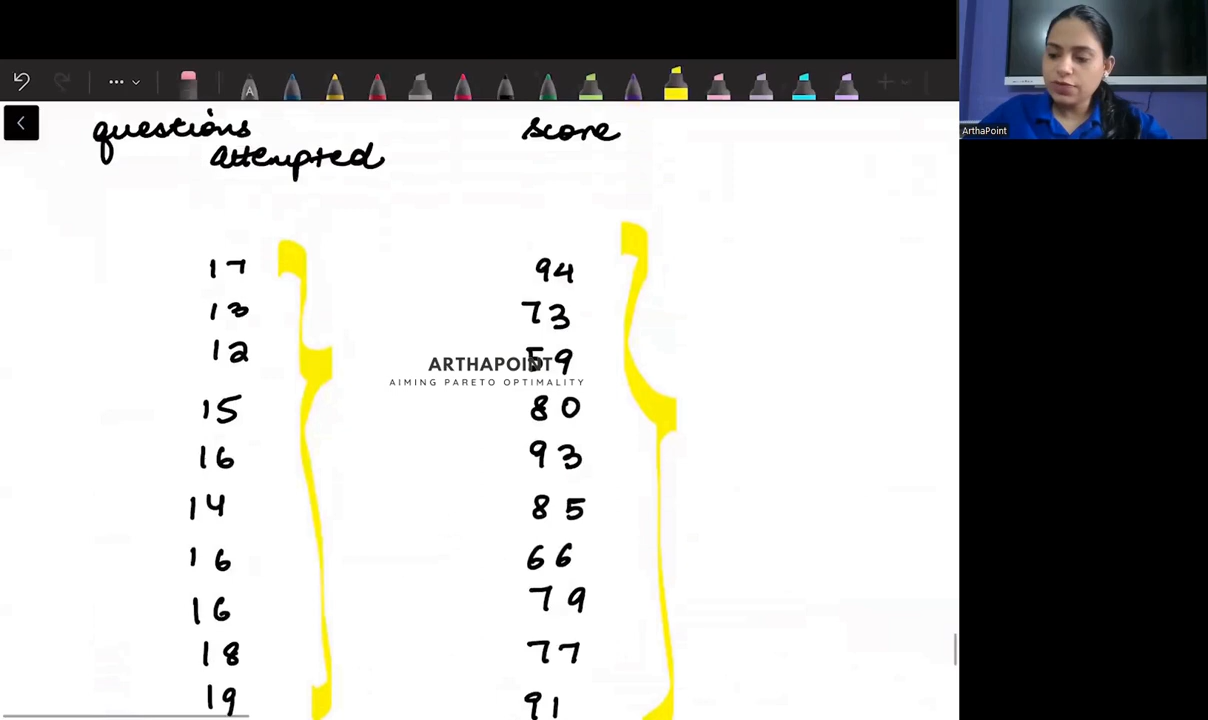 questions score
attempted
17 94
13 73
12 59
15 80
16 93
14 85
16 66
16 79
18 77
19 91
ARTHAPOINT
AIMING PARETO OPTIMALITY
A
ArthaPoint